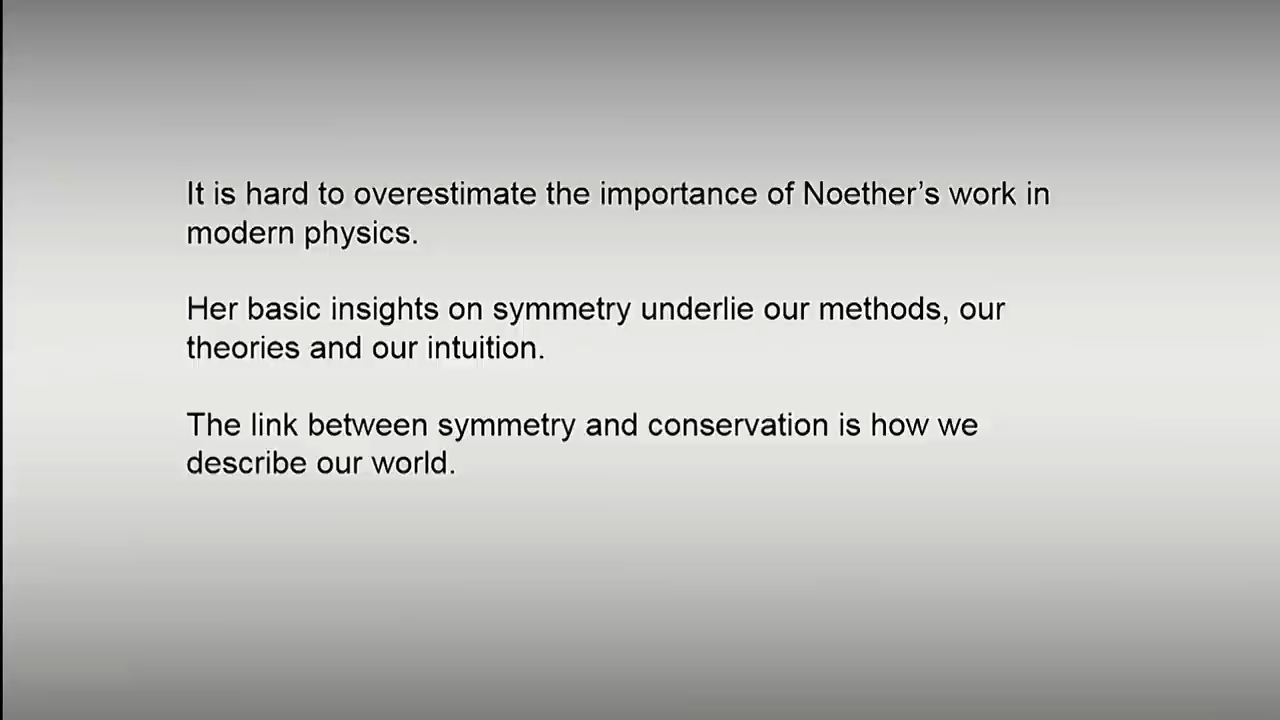 It is hard to overestimate the importance of Noether’s work in
modern physics.
Her basic insights on symmetry underlie our methods, our
theories and our intuition.
The link between symmetry and conservation is how we
describe our world.